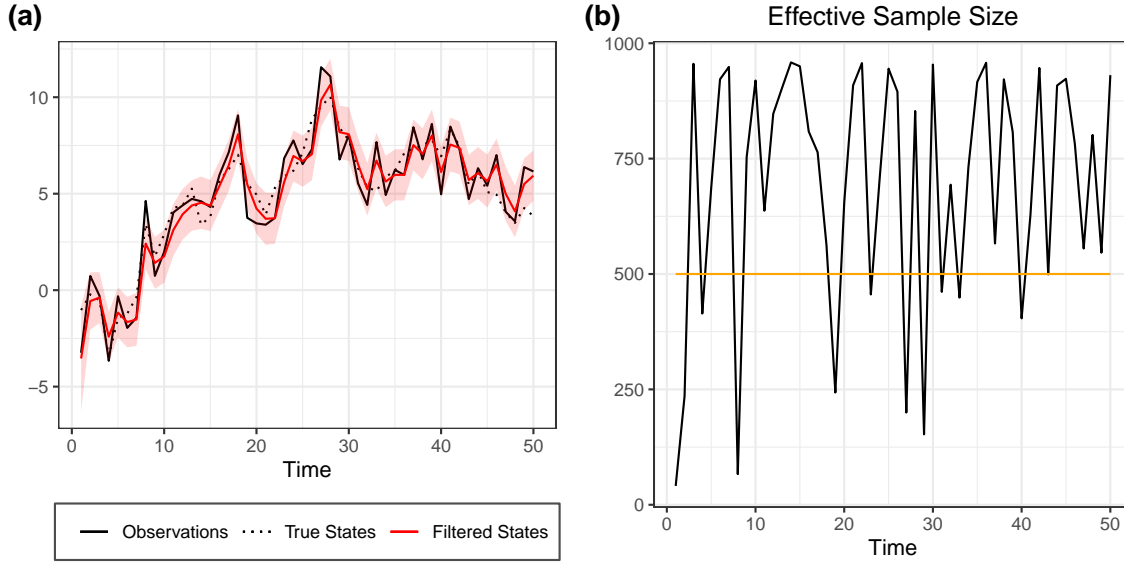 (a)
10
5
0
−5
0 10 20 30 40 50
Time
Observations True States Filtered States
(b)
Effective Sample Size
1000
750
500
250
0
0 10 20 30 40 50
Time